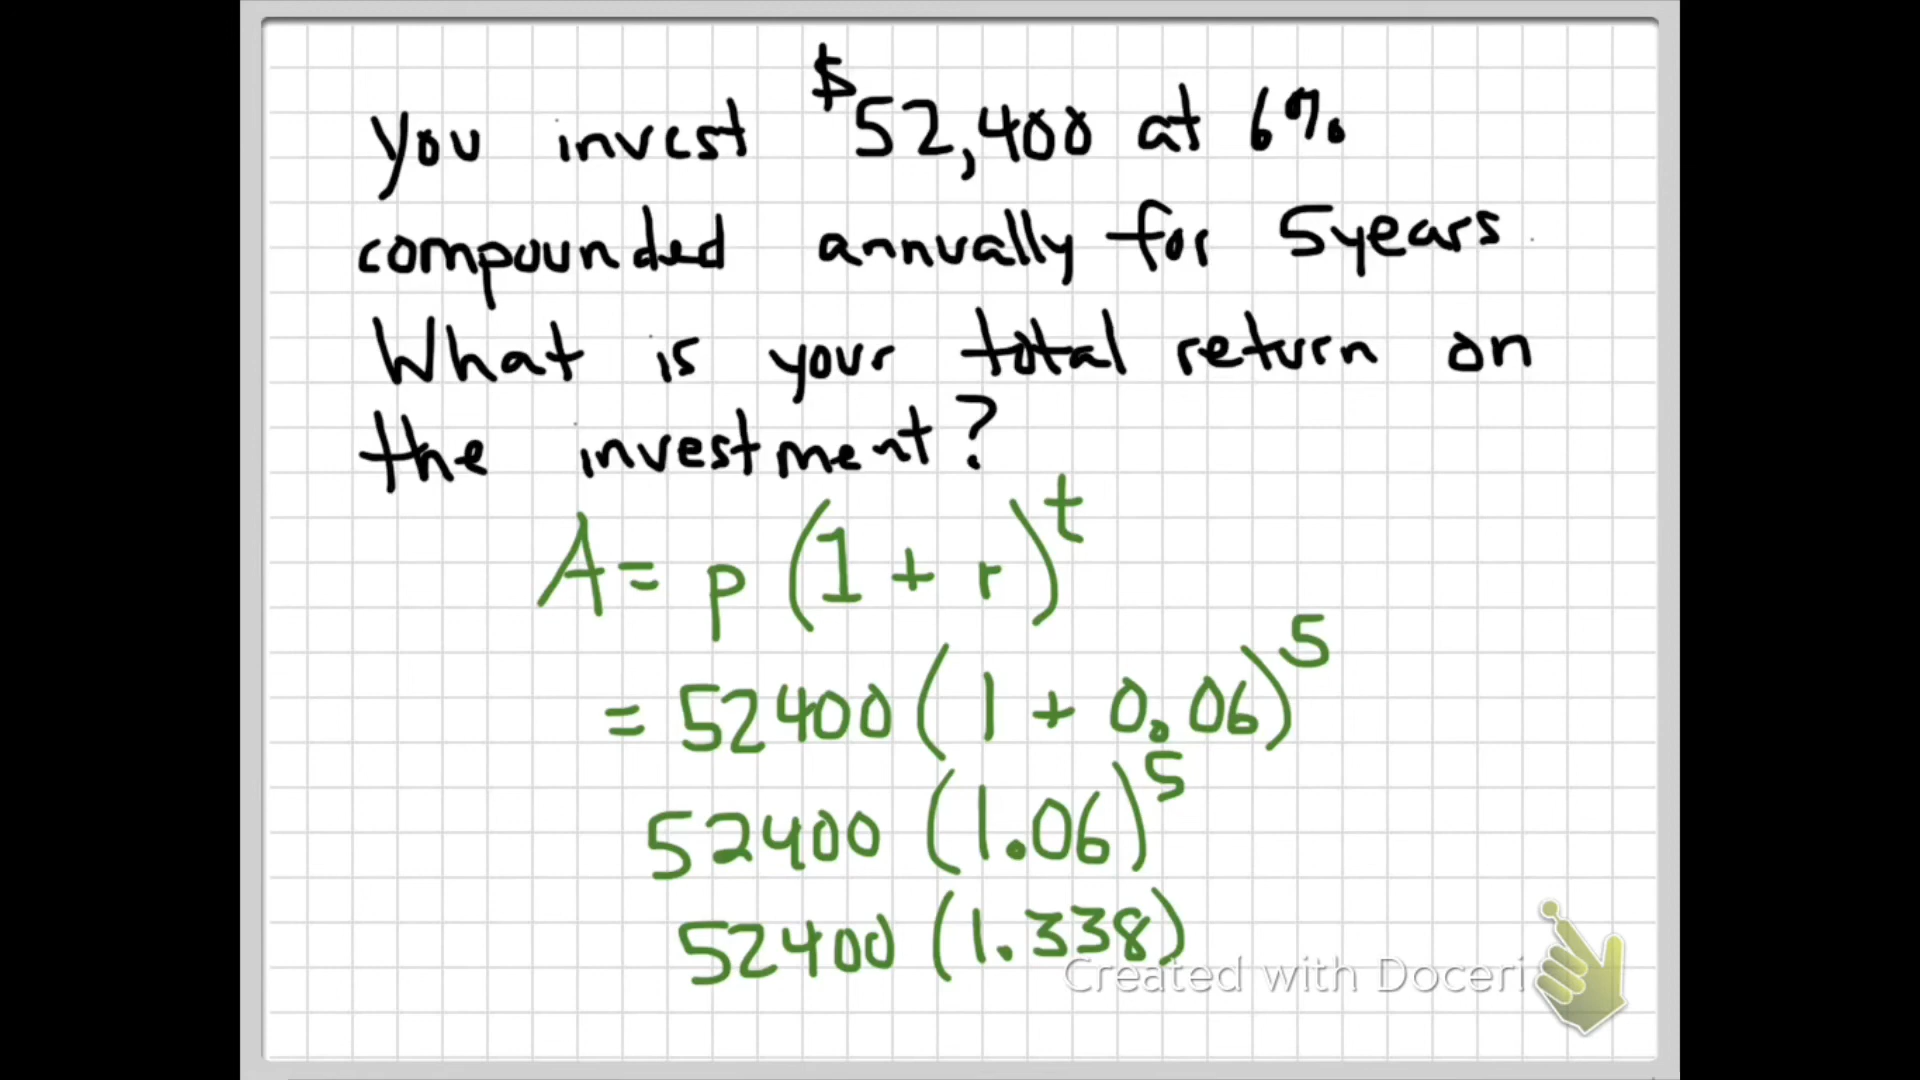 You invest $52,400 at 6%
compounded annually for 5years
What is your total return on
the investment?
A= p (1 + r)^t
= 52400 (1 + 0.06)^5
52400 (1.06)^5
52400 (1.338)
Created with Doceri